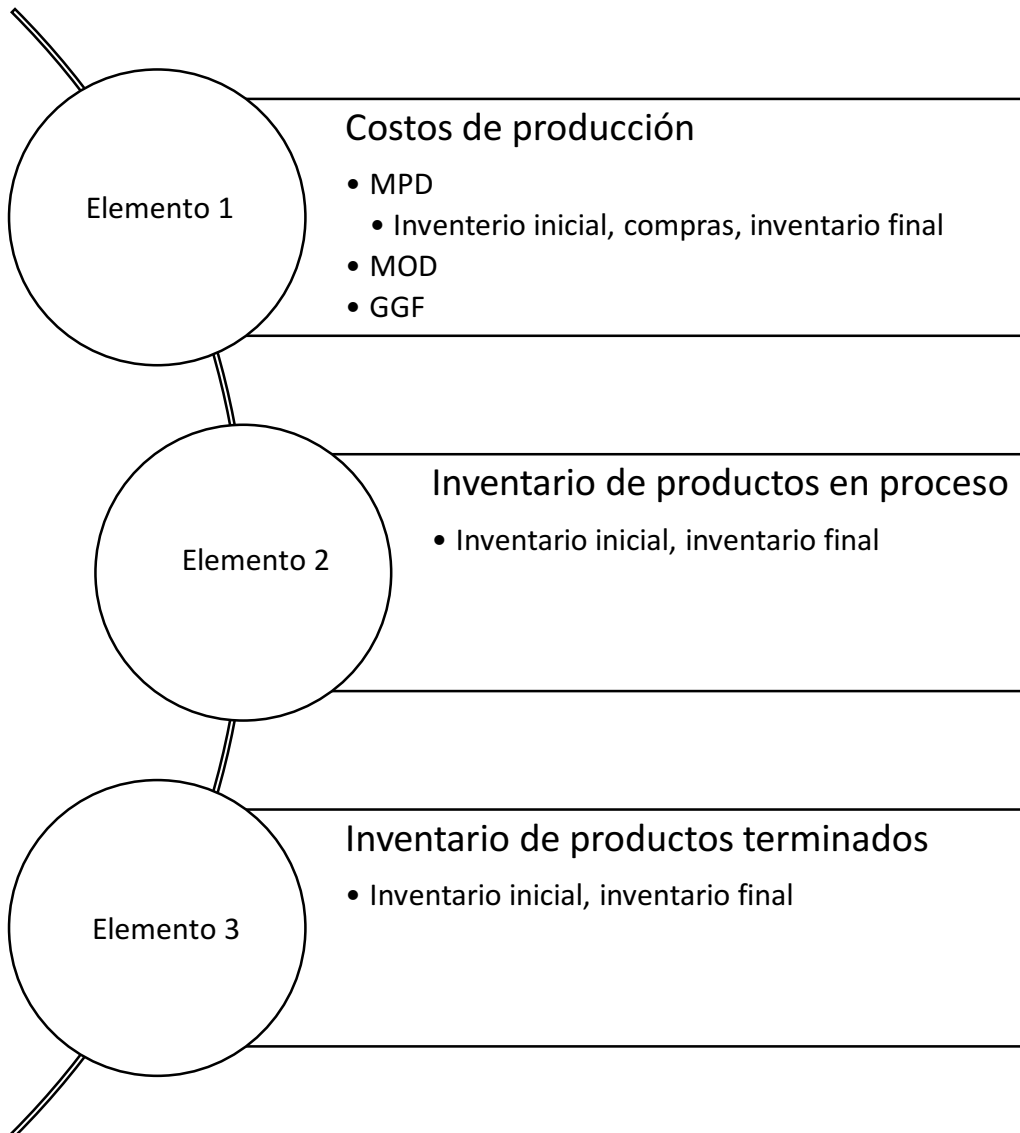 Elemento 1
Costos de producción
• MPD
• Inventerio inicial, compras, inventario final
• MOD
• GGF
Elemento 2
Inventario de productos en proceso
• Inventario inicial, inventario final
Elemento 3
Inventario de productos terminados
• Inventario inicial, inventario final